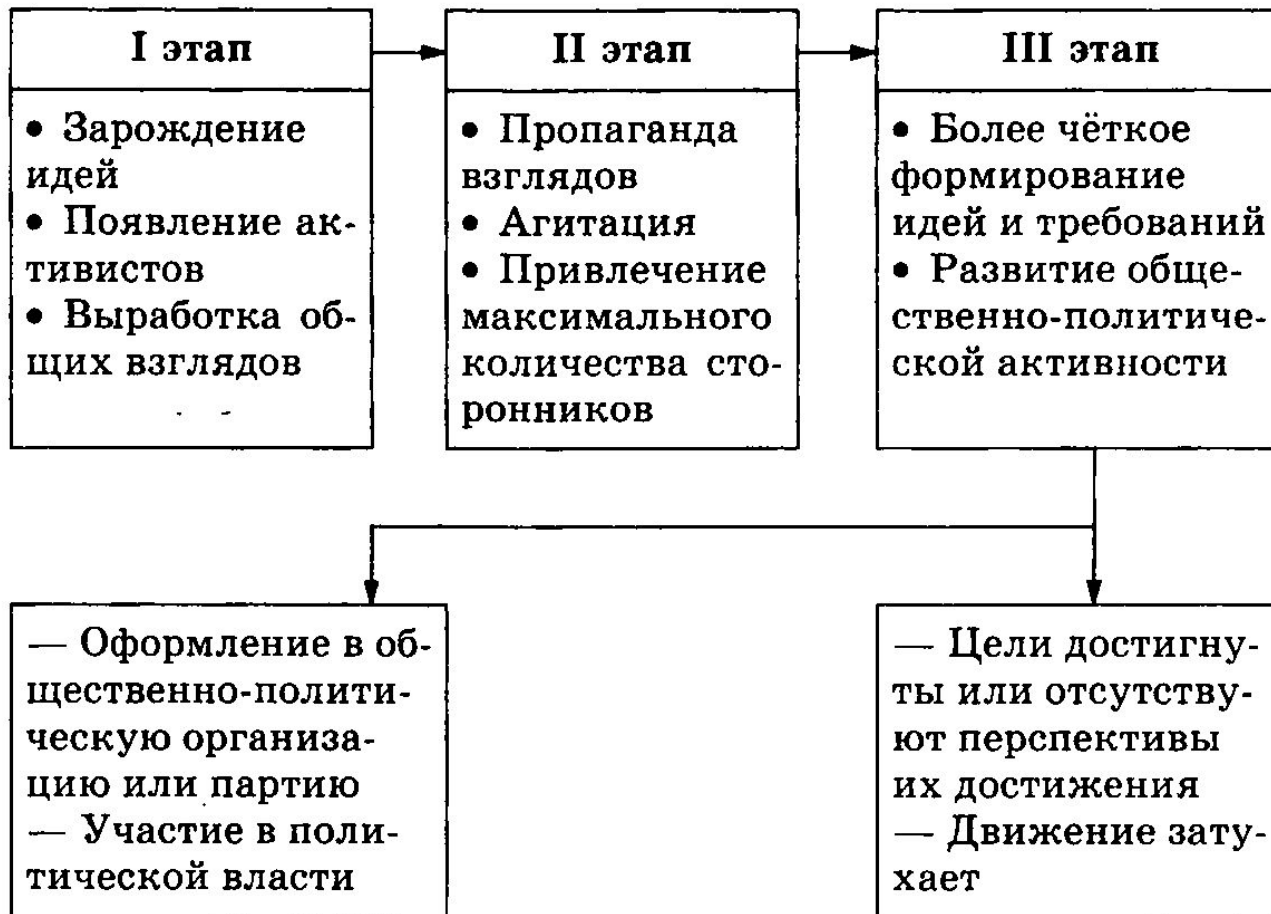 I этап
II этап
III этап
• Зарождение
идей
• Появление ак-
тивистов
• Выработка об-
щих взглядов
• Пропаганда
взглядов
• Агитация
• Привлечение
максимального
количества сто-
ронников
• Более чёткое
формирование
идей и требований
• Развитие обще-
ственно-политиче-
ской активности
— Оформление в об-
щественно-полити-
ческую организа-
цию или партию
— Участие в поли-
тической власти
— Цели достигну-
ты или отсутству-
ют перспективы
их достижения
— Движение зату-
хает